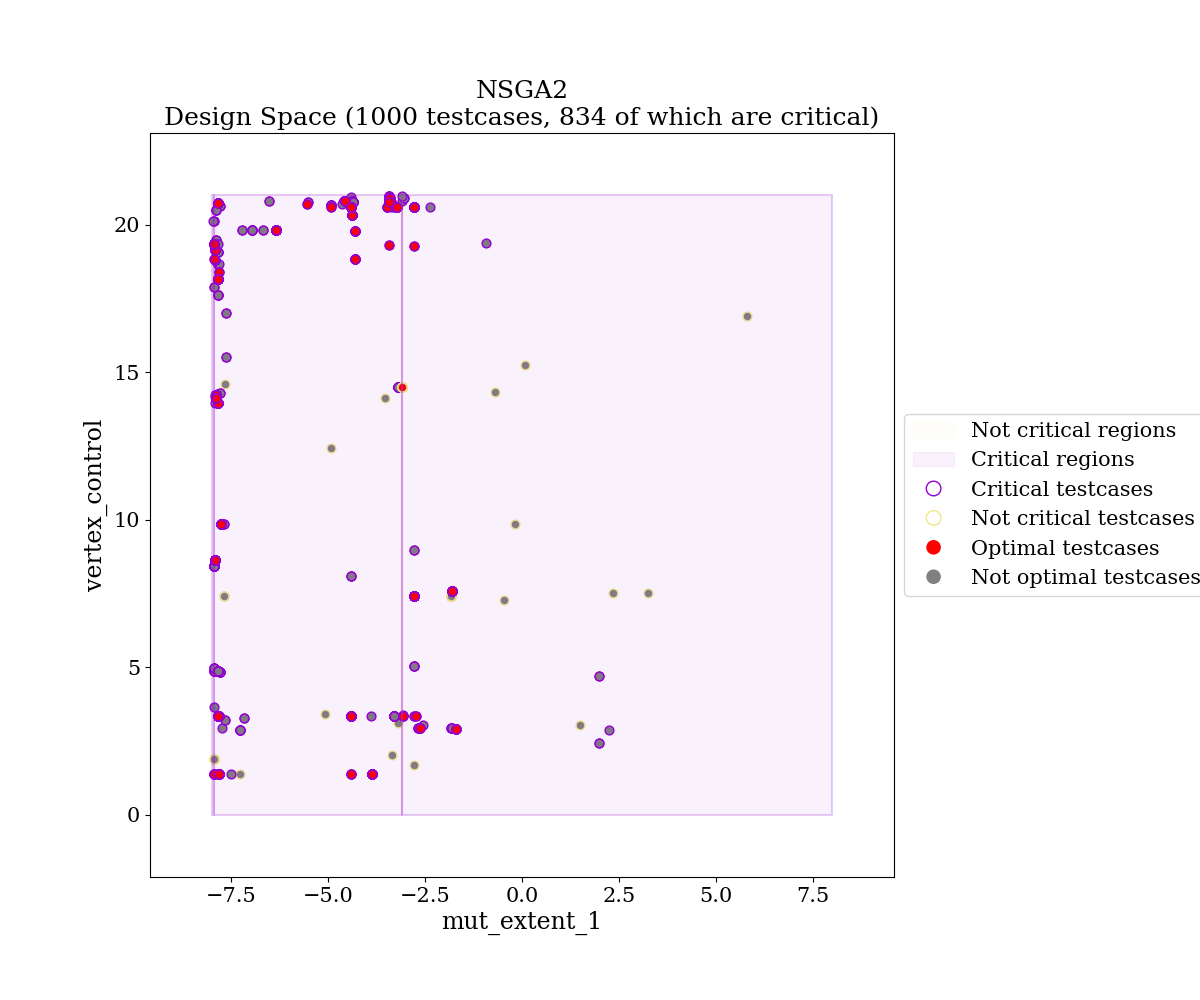 NSGA2
Design Space (1000 testcases, 834 of which are critical)
20
15
10
5
0
vertex_control
−7.5
−5.0
−2.5
0.0
2.5
5.0
7.5
mut_extent_1
Not critical regions
Critical regions
Critical testcases
Not critical testcases
Optimal testcases
Not optimal testcases